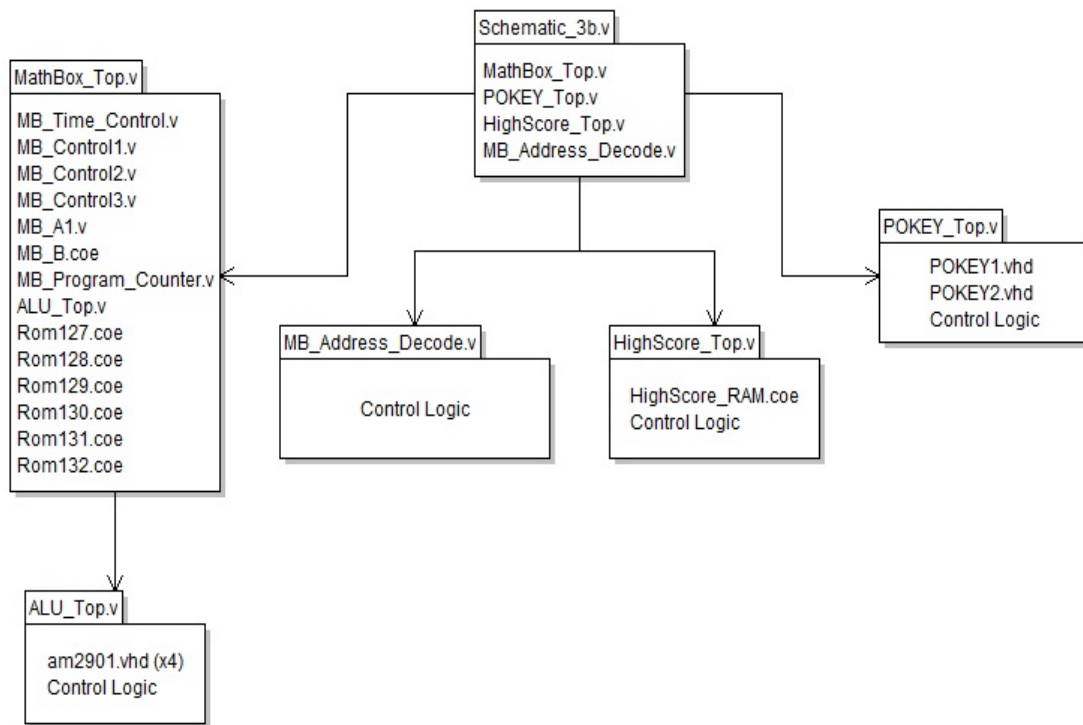 Schematic_3b.v
MathBox_Top.v
POKEY_Top.v
HighScore_Top.v
MB_Address_Decode.v
MathBox_Top.v
MB_Time_Control.v
MB_Control1.v
MB_Control2.v
MB_Control3.v
MB_A1.v
MB_B.coe
MB_Program_Counter.v
ALU_Top.v
Rom127.coe
Rom128.coe
Rom129.coe
Rom130.coe
Rom131.coe
Rom132.coe
POKEY_Top.v
POKEY1.vhd
POKEY2.vhd
Control Logic
MB_Address_Decode.v
Control Logic
HighScore_Top.v
HighScore_RAM.coe
Control Logic
ALU_Top.v
am2901.vhd (x4)
Control Logic